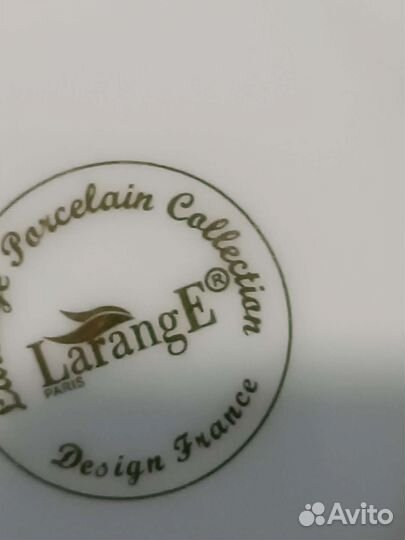 Porcelain Collection
LarangE®
PARIS
Design France
Avito